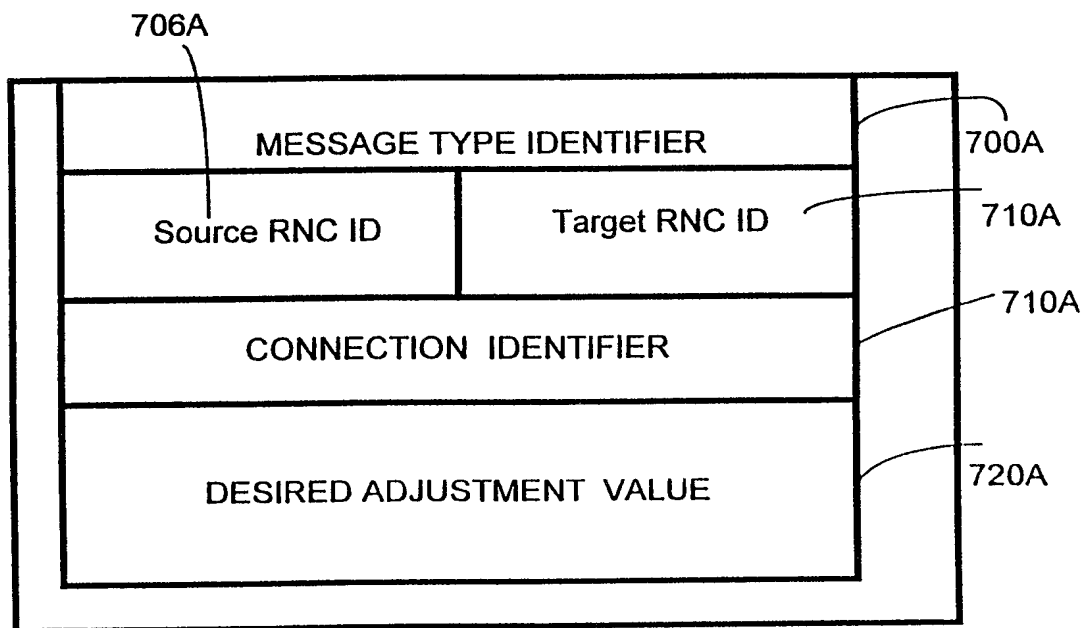 706A
MESSAGE TYPE IDENTIFIER
700A
Source RNC ID
Target RNC ID
710A
CONNECTION IDENTIFIER
710A
DESIRED ADJUSTMENT VALUE
720A